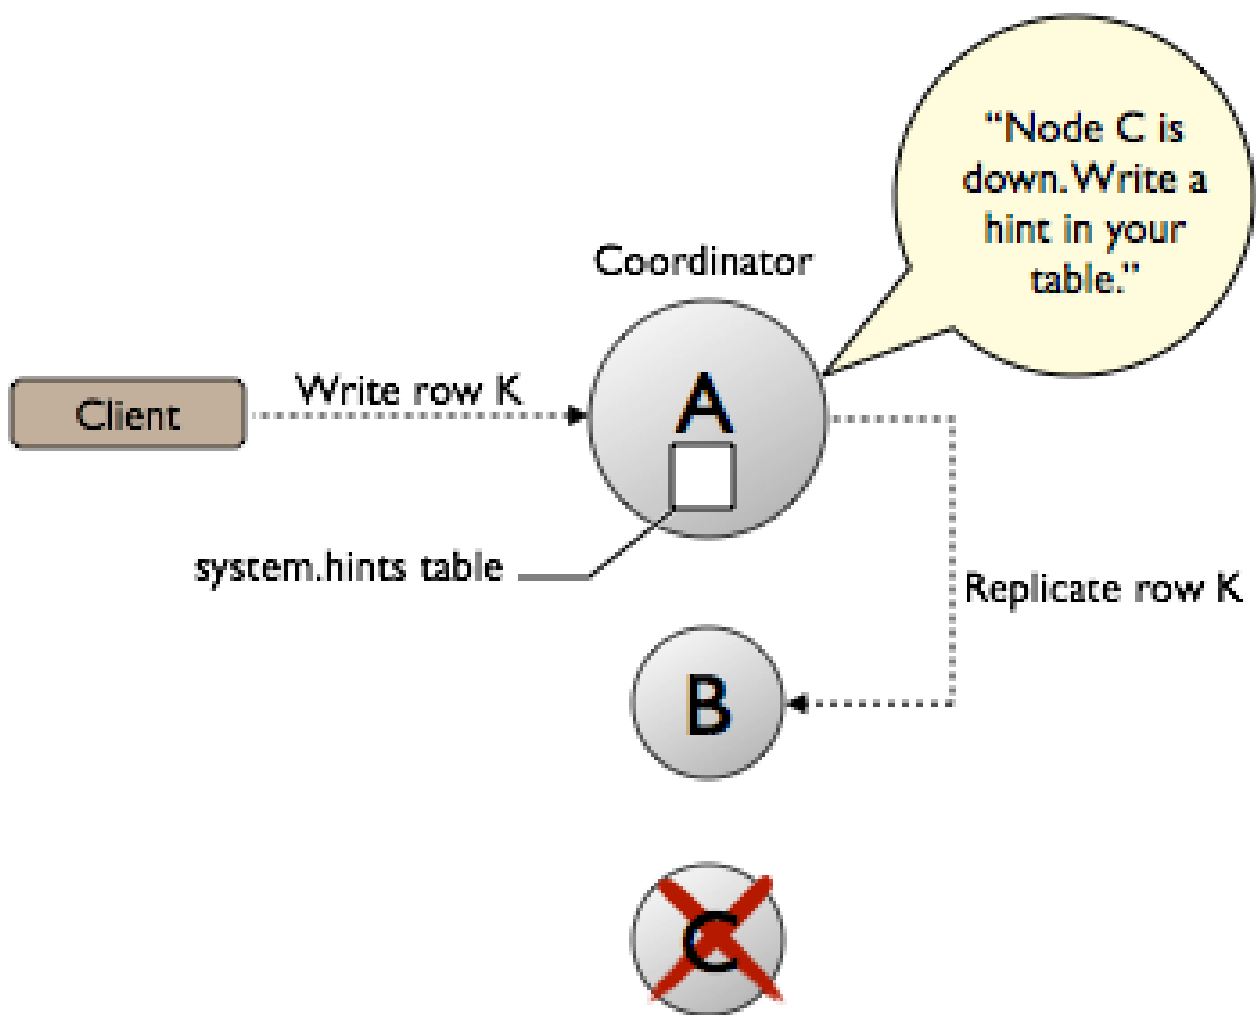 “Node C is
down. Write a
hint in your
table.”
Coordinator
Client
Write row K
A
system.hints table
Replicate row K
B
C